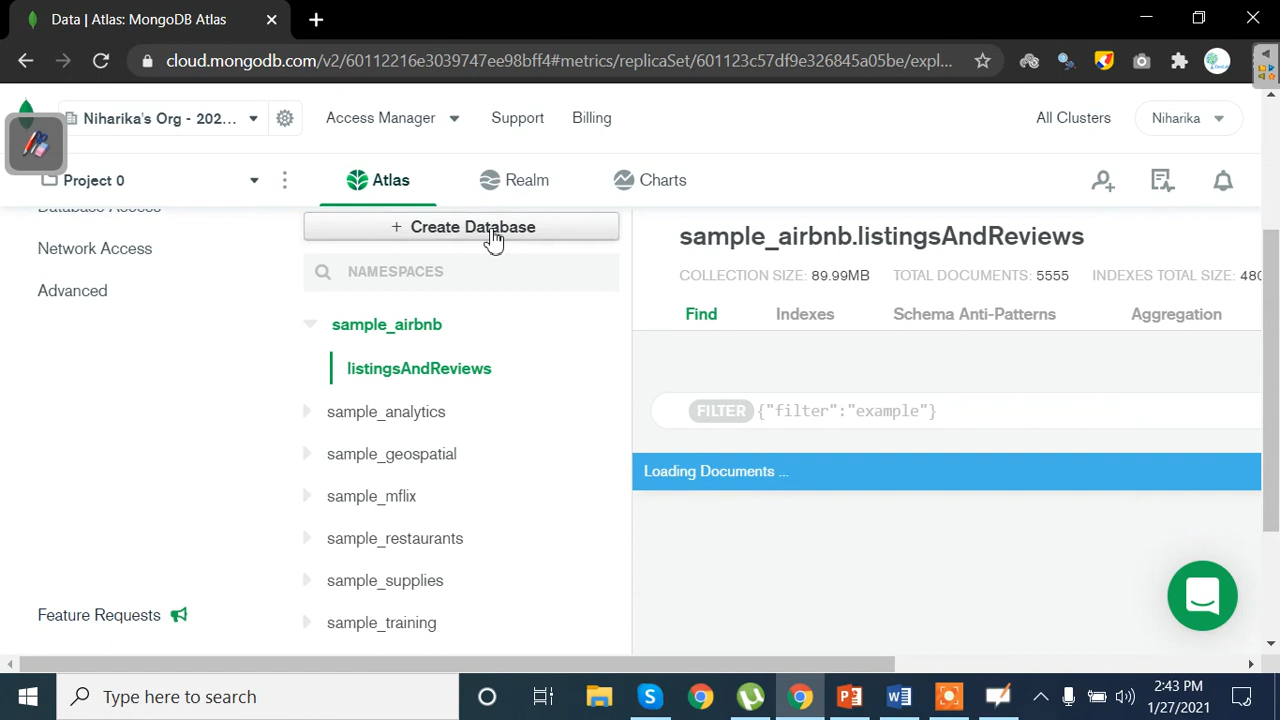 Data | Atlas: MongoDB Atlas
cloud.mongodb.com/v2/60112216e3039747ee98bff4#metrics/replicaSet/601123c57df9e326845a05be/expl...
Niharika's Org - 202...
Access Manager
Support
Billing
All Clusters
Niharika
Project 0
Atlas
Realm
Charts
Database Access
Network Access
Advanced
Feature Requests
+ Create Database
NAMESPACES
sample_airbnb
listingsAndReviews
sample_analytics
sample_geospatial
sample_mflix
sample_restaurants
sample_supplies
sample_training
sample_airbnb.listingsAndReviews
COLLECTION SIZE: 89.99MB TOTAL DOCUMENTS: 5555 INDEXES TOTAL SIZE: 480
Find
Indexes
Schema Anti-Patterns
Aggregation
FILTER {"filter":"example"}
Loading Documents ...
Type here to search
2:43 PM
1/27/2021